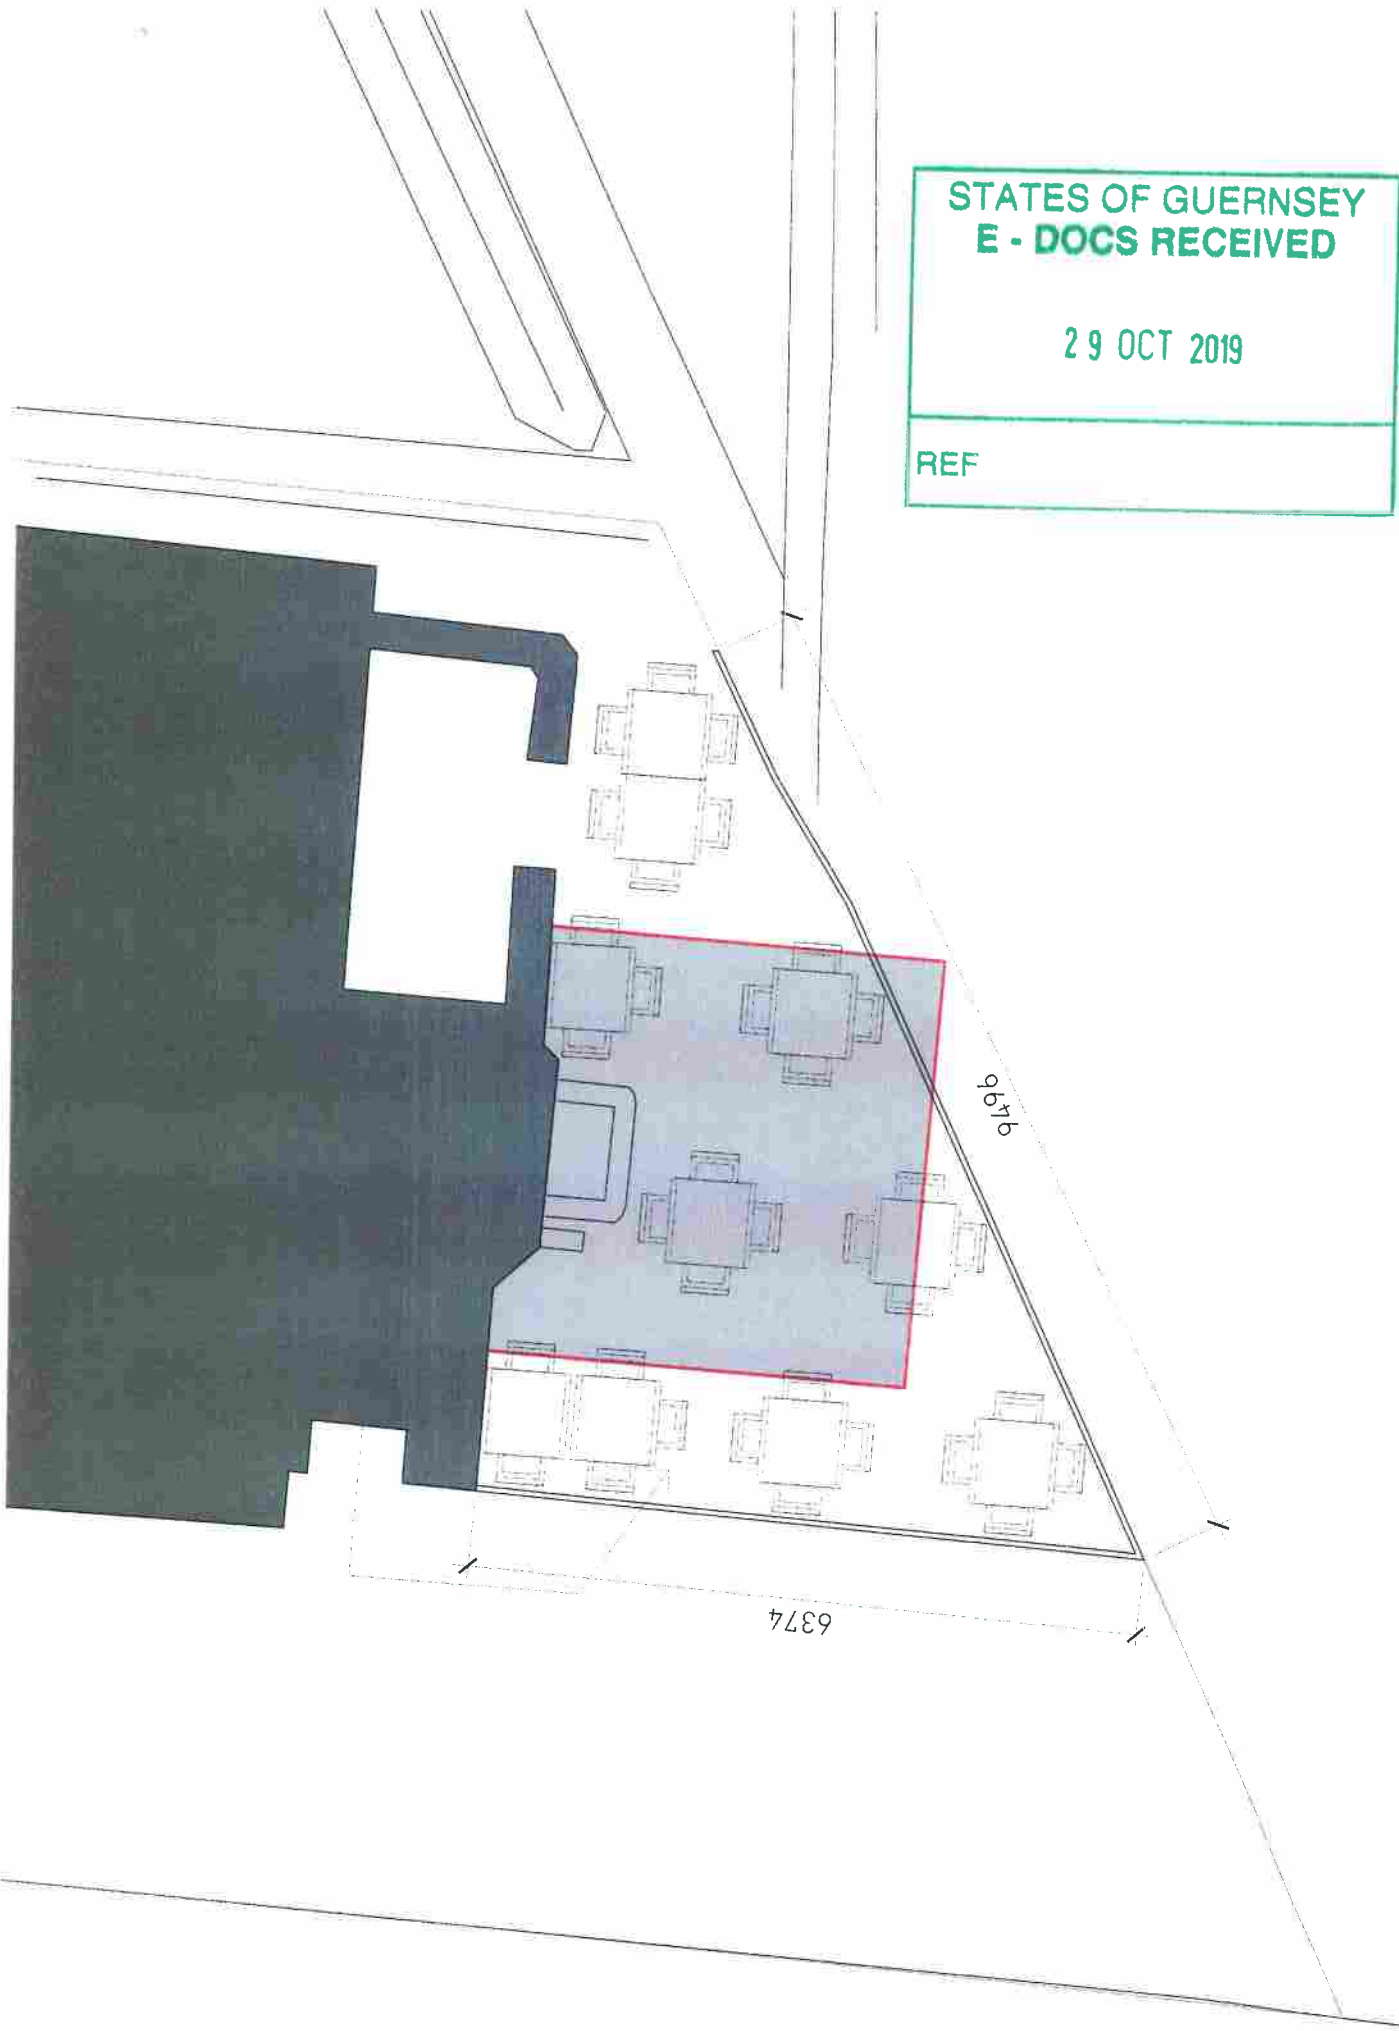 STATES OF GUERNSEY
E - DOCS RECEIVED
29 OCT 2019
REF
9496
6374